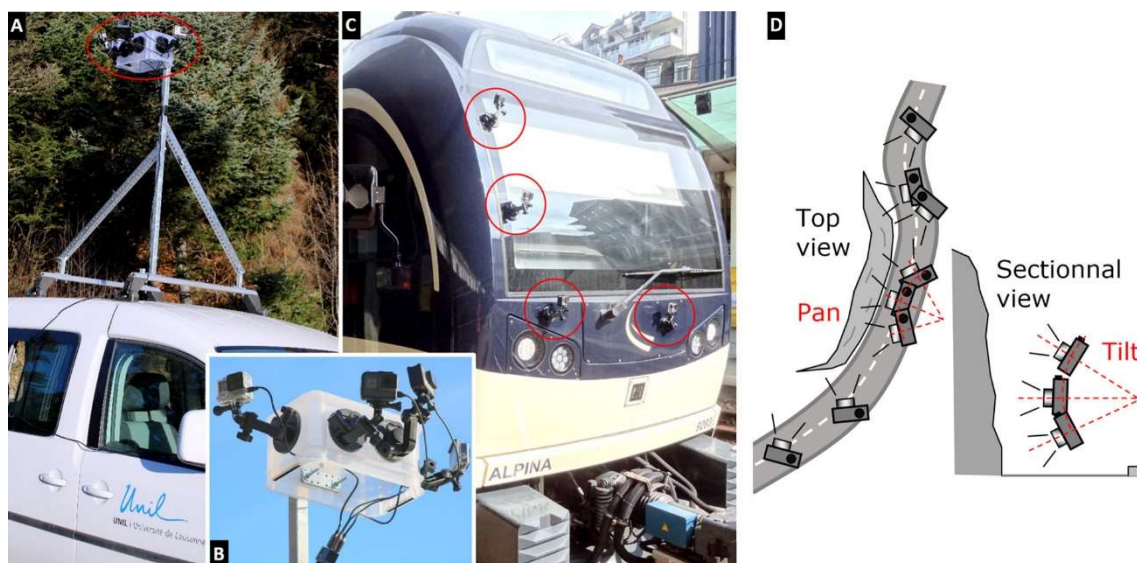 A
Unil
UNIL | Université de Lausanne
B
C
ALPINA
D
Top
view
Pan
Sectionnal
view
Tilt